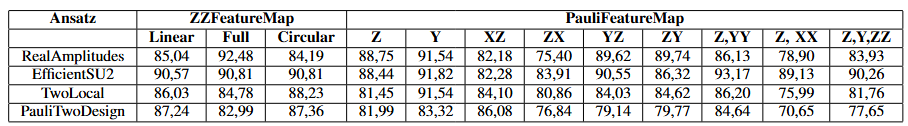 Ansatz ZZFeatureMap PauliFeatureMap
Linear Full Circular Z Y XZ ZX YZ ZY Z,YY Z, XX Z,Y,ZZ
RealAmplitudes 85,04 92,48 84,19 88,75 91,54 82,18 75,40 89,62 89,74 86,13 78,90 83,93
EfficientSU2 90,57 90,81 90,81 88,44 91,82 82,28 83,91 90,55 86,32 93,17 89,13 90,26
TwoLocal 86,03 84,78 88,23 81,45 91,54 84,10 80,86 84,03 84,62 86,20 75,99 81,76
PauliTwoDesign 87,24 82,99 87,36 81,99 83,32 86,08 76,84 79,14 79,77 84,64 70,65 77,65